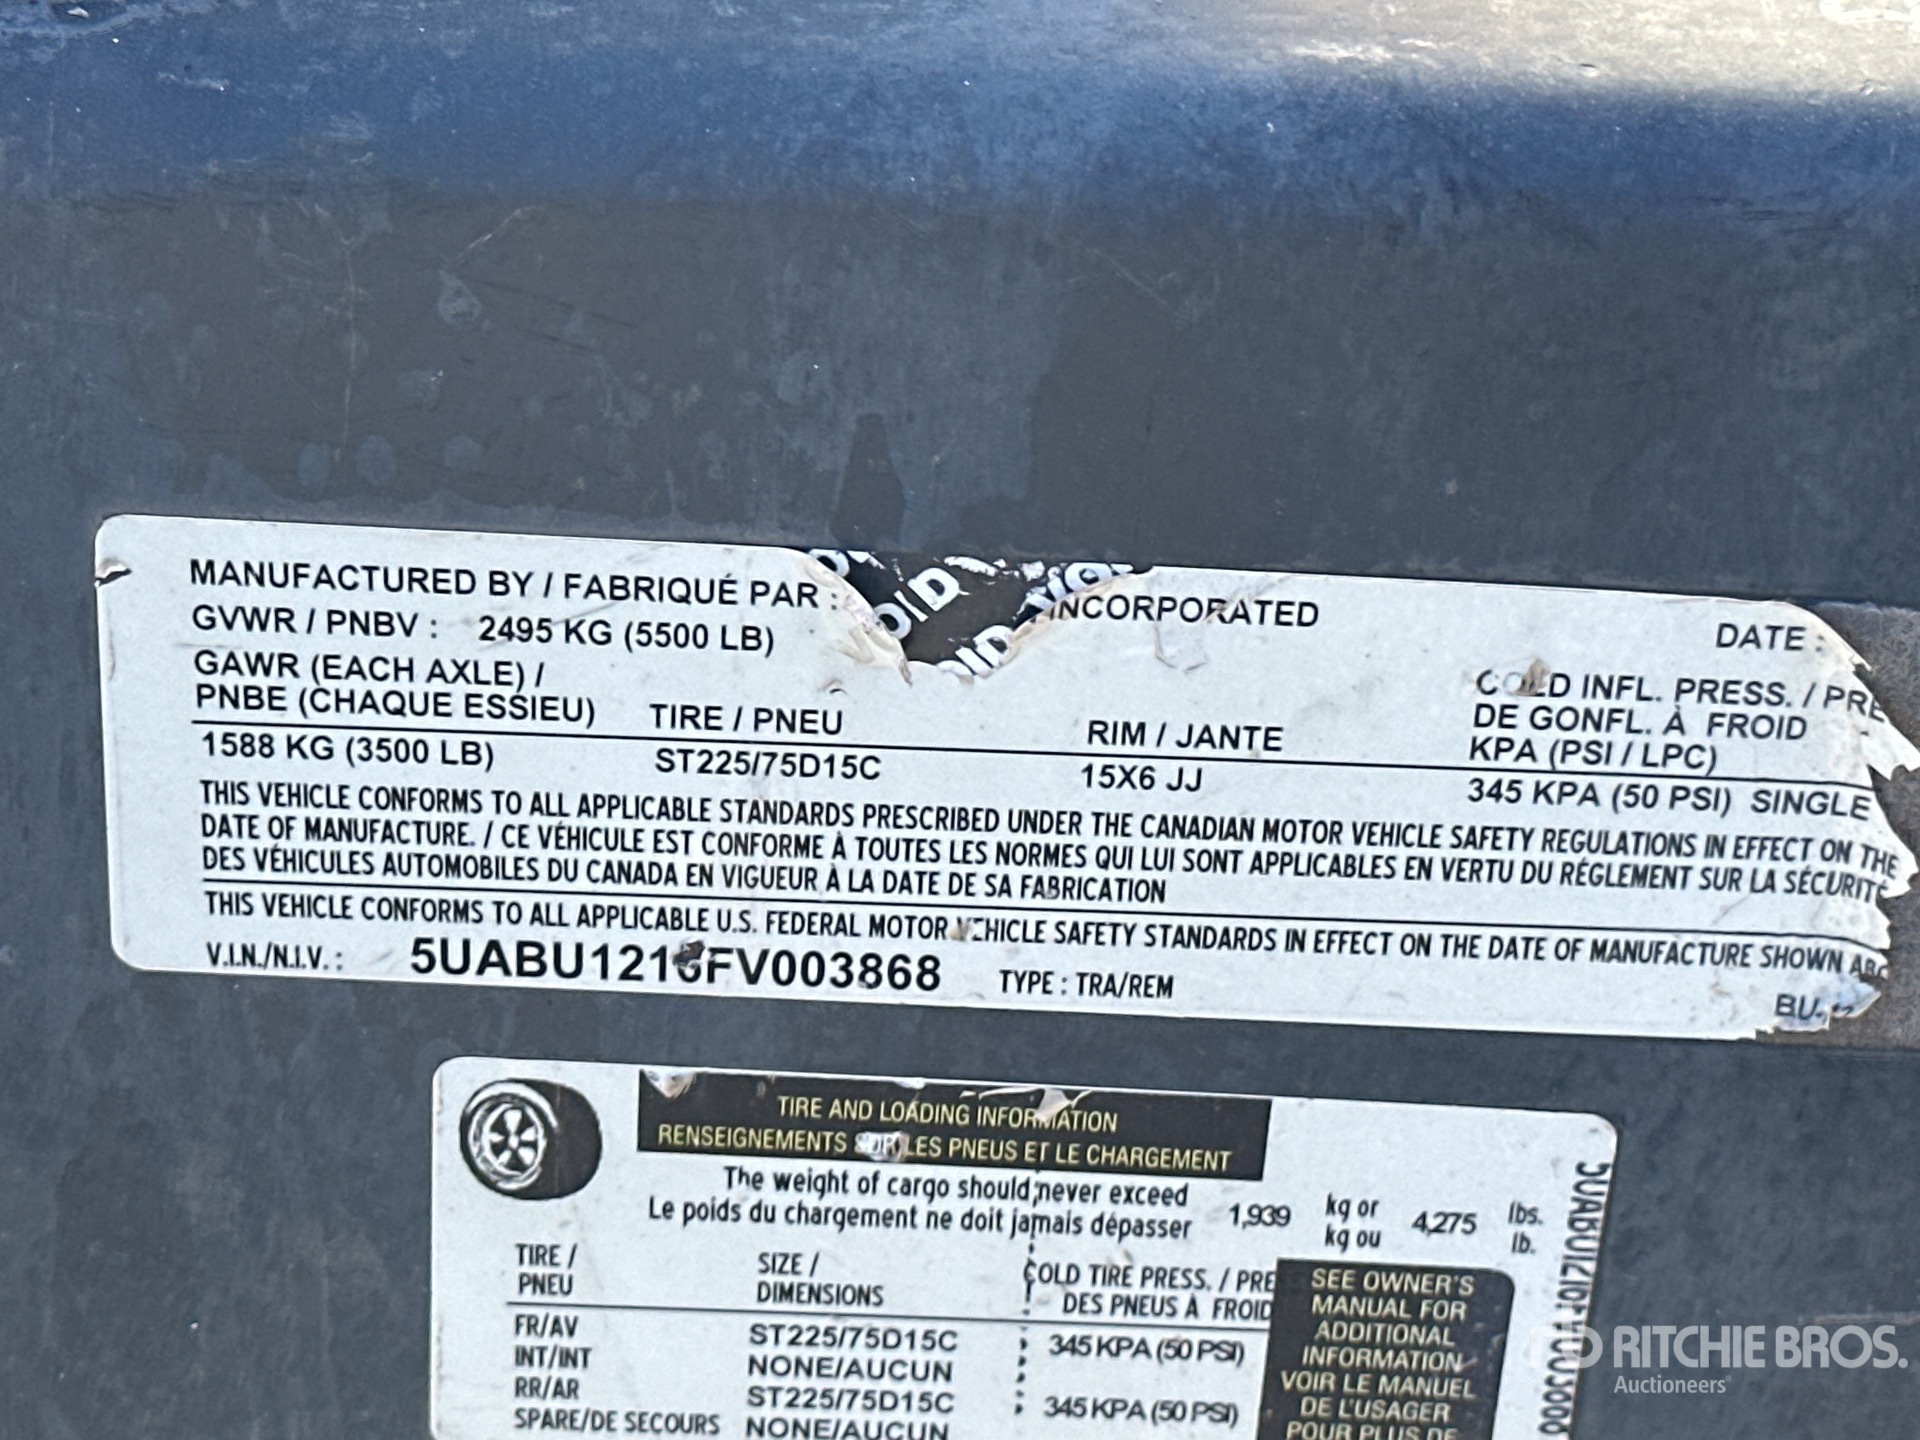 MANUFACTURED BY / FABRIQUÉ PAR : INCORPORATED DATE :
GVWR / PNBV : 2495 KG (5500 LB)
GAWR (EACH AXLE) /
PNBE (CHAQUE ESSIEU) TIRE / PNEU RIM / JANTE COLD INFL. PRESS. / PRE
DE GONFL. À FROID
KPA (PSI / LPC)
1588 KG (3500 LB) ST225/75D15C 15X6 JJ 345 KPA (50 PSI) SINGLE
THIS VEHICLE CONFORMS TO ALL APPLICABLE STANDARDS PRESCRIBED UNDER THE CANADIAN MOTOR VEHICLE SAFETY REGULATIONS IN EFFECT ON THE
DATE OF MANUFACTURE. / CE VÉHICULE EST CONFORME À TOUTES LES NORMES QUI LUI SONT APPLICABLES EN VERTU DU RÉGLEMENT SUR LA SÉCURITÉ
DES VÉHICULES AUTOMOBILES DU CANADA EN VIGUEUR À LA DATE DE SA FABRICATION
THIS VEHICLE CONFORMS TO ALL APPLICABLE U.S. FEDERAL MOTOR VEHICLE SAFETY STANDARDS IN EFFECT ON THE DATE OF MANUFACTURE SHOWN
V.I.N./N.I.V. : 5UABU1216FV003868 TYPE : TRA/REM
TIRE AND LOADING INFORMATION
RENSEIGNEMENTS SUR LES PNEUS ET LE CHARGEMENT
The weight of cargo should never exceed 1,939 kg or 4,275 lbs.
Le poids du chargement ne doit jamais dépasser kg ou lb.
TIRE / SIZE / COLD TIRE PRESS. / PRE
PNEU DIMENSIONS DES PNEUS À FROID
FR/AV ST225/75D15C 345 KPA (50 PSI)
INT/INT NONE/AUCUN
RR/AR ST225/75D15C 345 KPA (50 PSI)
SPARE/DE SECOURS NONE/AUCUN
SEE OWNER'S
MANUAL FOR
ADDITIONAL
INFORMATION
VOIR LE MANUEL
DE L'USAGER
POUR PLUS DE
RITCHIE BROS.
Auctioneers